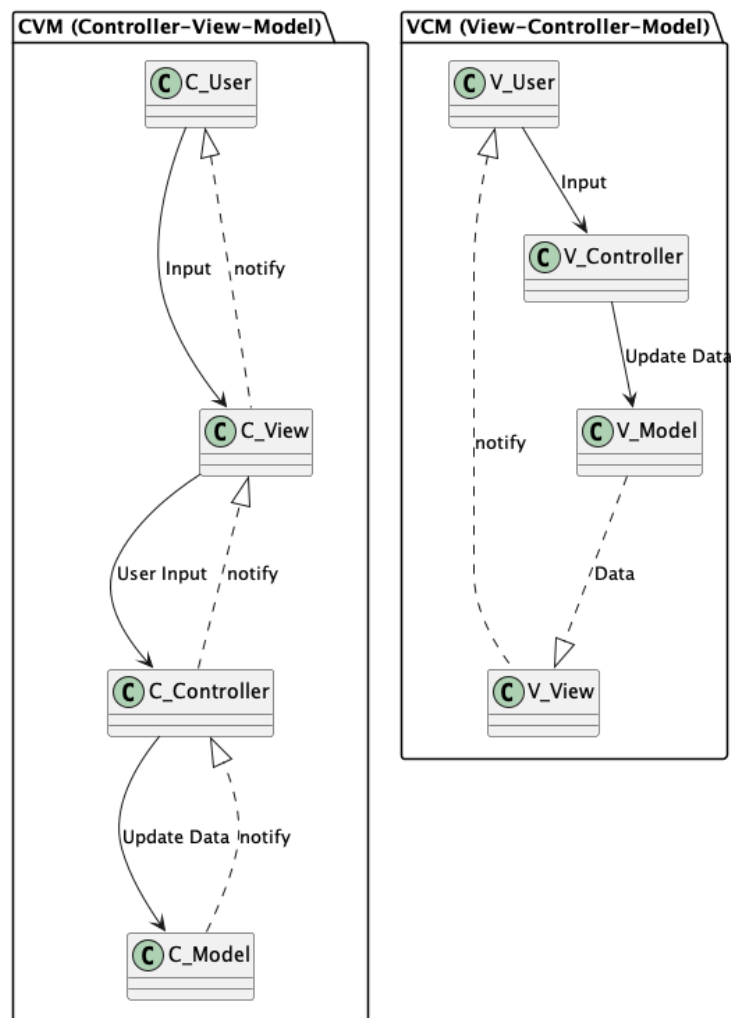 CVM (Controller-View-Model)
C C_User
Input
notify
C C_View
User Input
notify
C C_Controller
Update Data
notify
C C_Model
VCM (View-Controller-Model)
C V_User
Input
C V_Controller
Update Data
C V_Model
notify
Data
C V_View